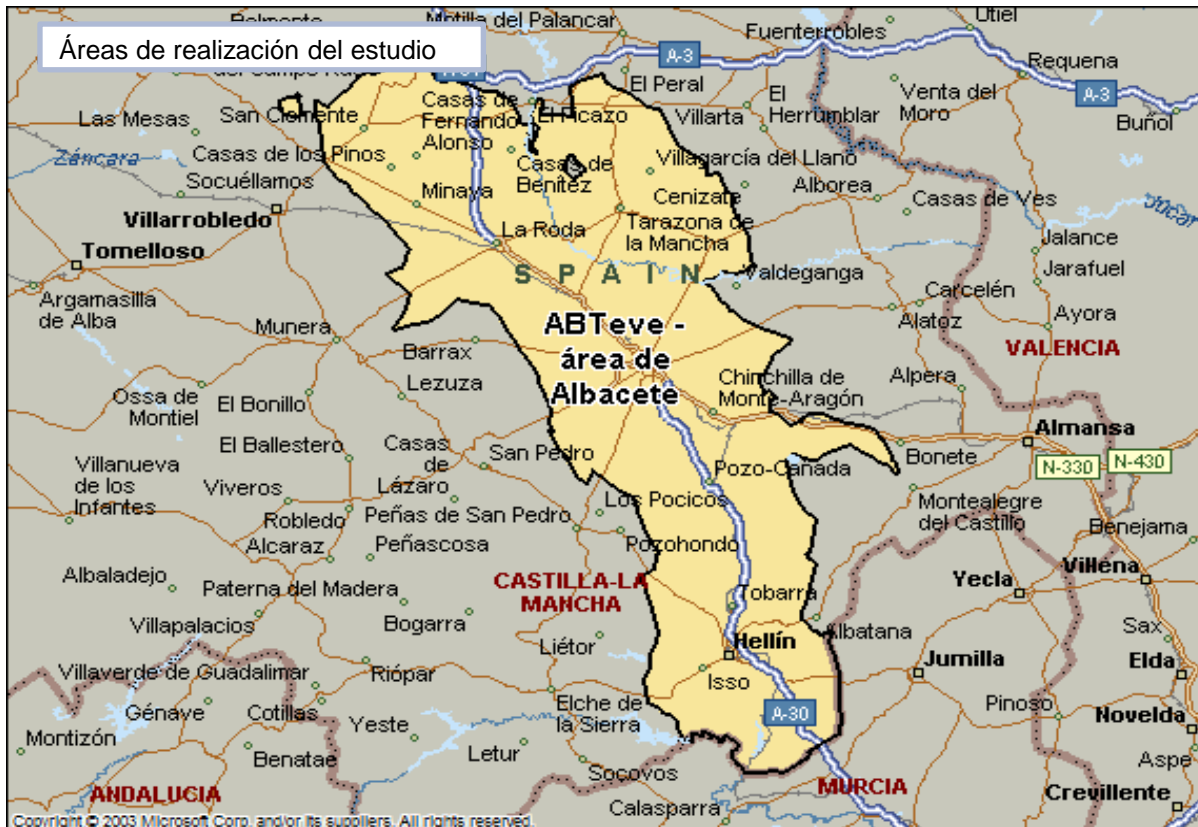 Áreas de realización del estudio
Motilla del Palancar
Utiel
Fuenterrobles
A-3
Requena
El Peral
Venta del
Moro
A-3
Buñol
Las Mesas
San Clemente
Casas de
Fernando
Alonso
El Picazo
Villarta
El
Herrumblar
Záncara
Casas de los Pinos
Casas de
Benítez
Villagarcía del Llano
Socuéllamos
Minaya
Cenizate
Alborea
Casas de Ves
Júcar
Villarrobledo
La Roda
Tarazona de
la Mancha
Tomelloso
Jalance
SPAIN
Valdeganga
Jarafuel
Argamasilla
de Alba
Carcelén
Ayora
Munera
ABTeve -
área de
Albacete
Alatoz
VALENCIA
Barrax
Lezuza
Chinchilla de
Monte-Aragón
Alpera
Ossa de
Montiel
El Bonillo
El Ballestero
Casas
de
Lázaro
San Pedro
Almansa
Bonete
N-330
N-430
Villanueva
de los
Infantes
Viveros
Pozo-Cañada
Los Pocicos
Montealegre
del Castillo
Robledo
Peñas de San Pedro
Benejama
Alcaraz
Peñascosa
Pozohondo
Albaladejo
Paterna del Madera
CASTILLA-LA
MANCHA
Tobarra
Yecla
Villena
Villapalacios
Bogarra
Albatana
Sax
Liétor
Hellín
Villaverde de Guadalimar
Riópar
Isso
Jumilla
Elda
Génave
Cotillas
Elche de
la Sierra
A-30
Pinoso
Novelda
Montizón
Yeste
Benatae
Letur
Aspe
Socovos
ANDALUCIA
MURCIA
Crevillente
Calasparra
Copyright © 2003 Microsoft Corp. and/or its suppliers. All rights reserved.